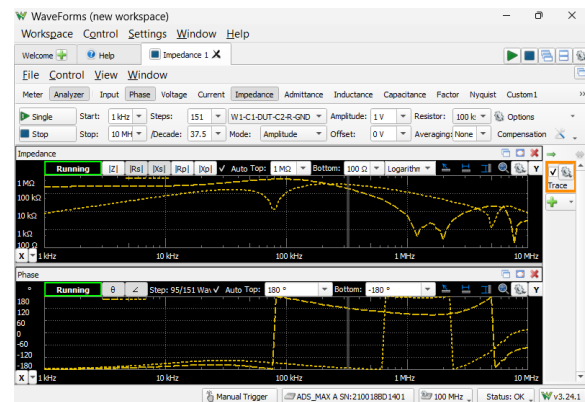 WaveForms (new workspace)
Workspace Control Settings Window Help
Welcome Help Impedance 1
File Control View Window
Meter Analyzer Input Phase Voltage Current Impedance Admittance Inductance Capacitance Factor Nyquist Custom1 »
Single Start: 1 kHz Steps: 151 W1-C1-DUT-C2-R-GND Amplitude: 1 V Resistor: 100 k Options
Stop Stop: 10 MH /Decade: 37.5 Mode: Amplitude Offset: 0 V Averaging: None Compensation
Impedance
Running |Z| |Rs| |Xs| |Rp| |Xp| Auto Top: 1 MΩ Bottom: 100 Ω Logarithm Y
1 MΩ
100 kΩ
10 kΩ
1 kΩ
100 Ω
X 1 kHz 10 kHz 100 kHz 1 MHz 10 MHz
Trace
Phase
° Running θ ∠ Step: 95/151 Wav Auto Top: 180 ° Bottom: -180 ° Y
180
120
60
0
-60
-120
-180
X 1 kHz 10 kHz 100 kHz 1 MHz 10 MHz
Manual Trigger ADS_MAX A SN:210018BD1401 100 MHz Status: OK v3.24.1